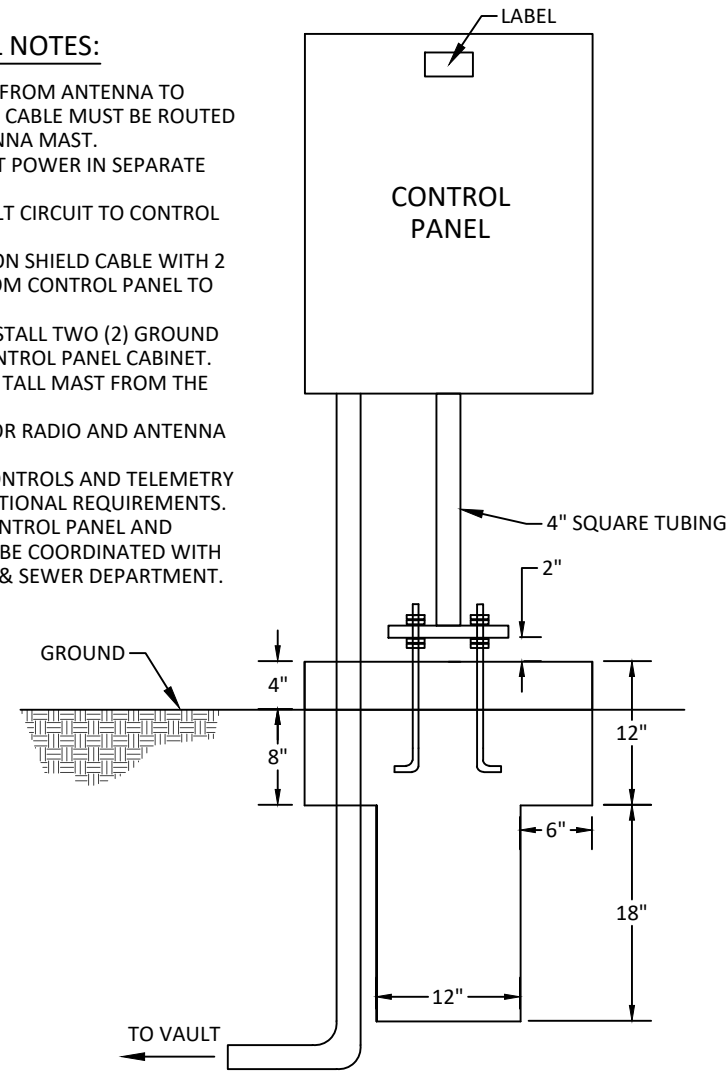 L NOTES:
FROM ANTENNA TO
CABLE MUST BE ROUTED
NNA MAST.
T POWER IN SEPARATE
LT CIRCUIT TO CONTROL
ON SHIELD CABLE WITH 2
OM CONTROL PANEL TO
STALL TWO (2) GROUND
NTROL PANEL CABINET.
TALL MAST FROM THE
OR RADIO AND ANTENNA
ONTROLS AND TELEMETRY
TIONAL REQUIREMENTS.
NTROL PANEL AND
BE COORDINATED WITH
& SEWER DEPARTMENT.
LABEL
CONTROL
PANEL
4" SQUARE TUBING
2"
GROUND
4"
8"
12"
6"
18"
12"
TO VAULT